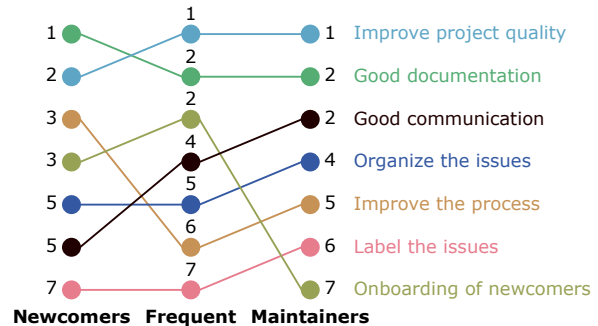 1 1 1 Improve project quality
2 2 2 Good documentation
3 2 2 Good communication
3 4 4 Organize the issues
5 5 5 Improve the process
5 6 6 Label the issues
7 7 7 Onboarding of newcomers
Newcomers Frequent Maintainers